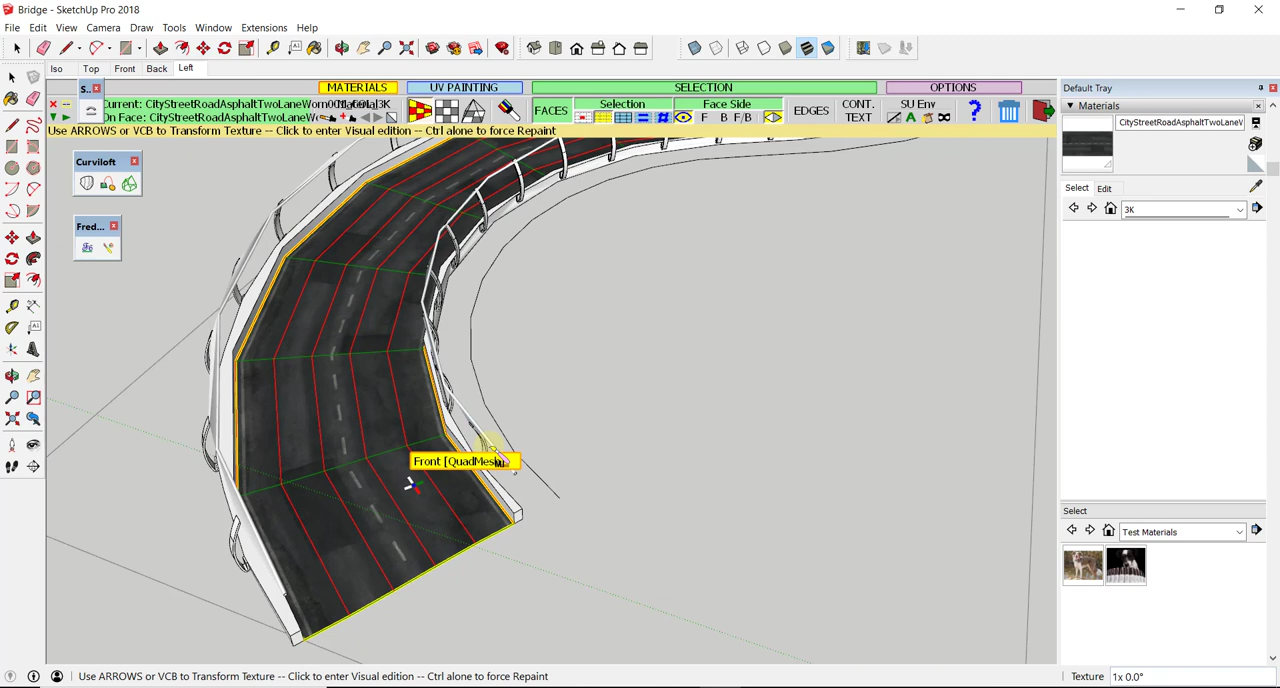 Bridge - SketchUp Pro 2018
File Edit View Camera Draw Tools Window Extensions Help
Iso Top Front Back Left
S..
MATERIALS UV PAINTING SELECTION OPTIONS
Current: CityStreetRoadAsphaltTwoLaneWorn
On Face: CityStreetRoadAsphaltTwoLaneWo
FACES Selection Face Side F B F/B EDGES CONT. TEXT SU Env
Use ARROWS or VCB to Transform Texture -- Click to enter Visual edition -- Ctrl alone to force Repaint
Curviloft
Fred...
Front [QuadMesh
Default Tray
Materials
CityStreetRoadAsphaltTwoLaneW
Select Edit
3K
Select
Test Materials
Use ARROWS or VCB to Transform Texture -- Click to enter Visual edition -- Ctrl alone to force Repaint
Texture 1x 0.0°